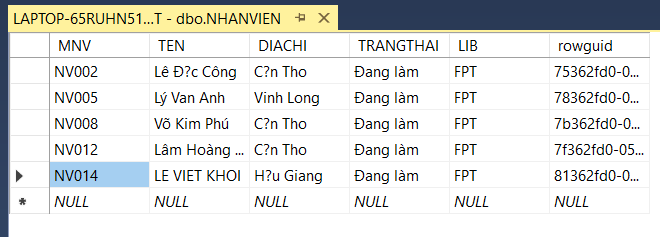 LAPTOP-65RUHN51...T - dbo.NHANVIEN
MNV TEN DIACHI TRANGTHAI LIB rowguid
NV002 Lê Đ?c Công C?n Tho Đang làm FPT 75362fd0-0...
NV005 Lý Van Anh Vinh Long Đang làm FPT 78362fd0-0...
NV008 Võ Kim Phú C?n Tho Đang làm FPT 7b362fd0-0...
NV012 Lâm Hoàng ... C?n Tho Đang làm FPT 7f362fd0-05...
NV014 LE VIET KHOI H?u Giang Đang làm FPT 81362fd0-0...
NULL NULL NULL NULL NULL NULL